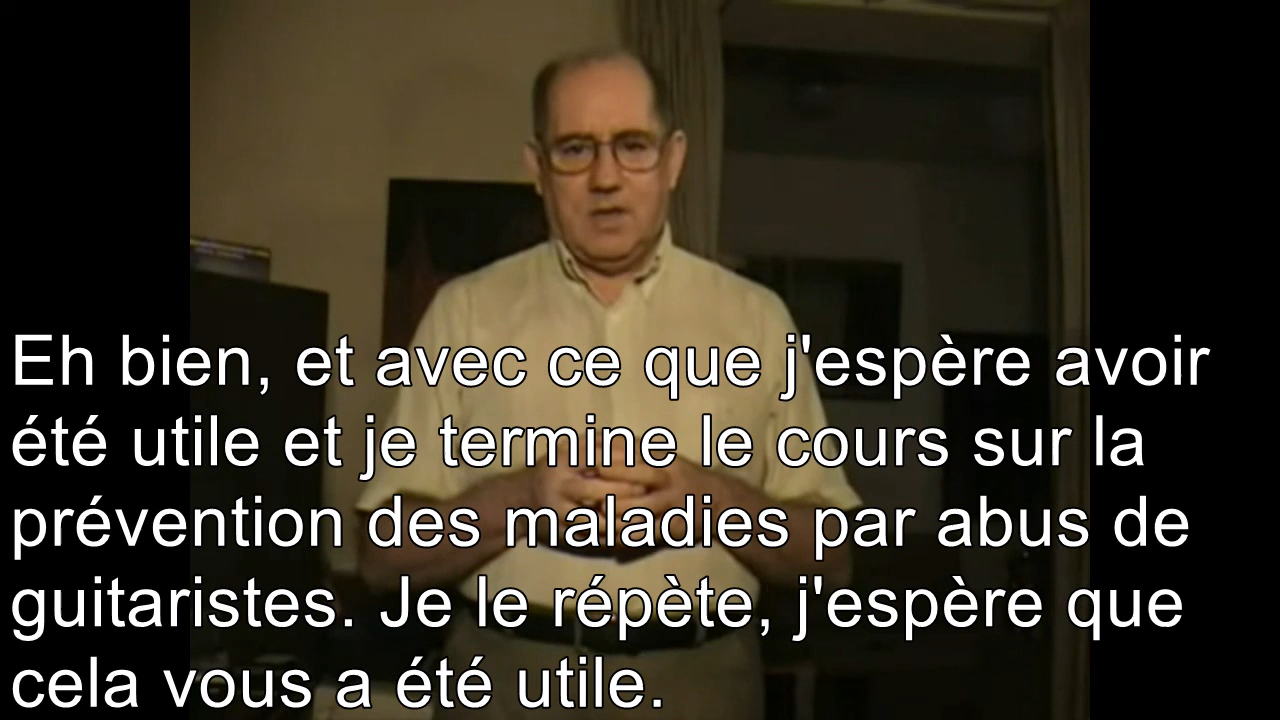 Eh bien, et avec ce que j'espère avoir
été utile et je termine le cours sur la
prévention des maladies par abus de
guitaristes. Je le répète, j'espère que
cela vous a été utile.